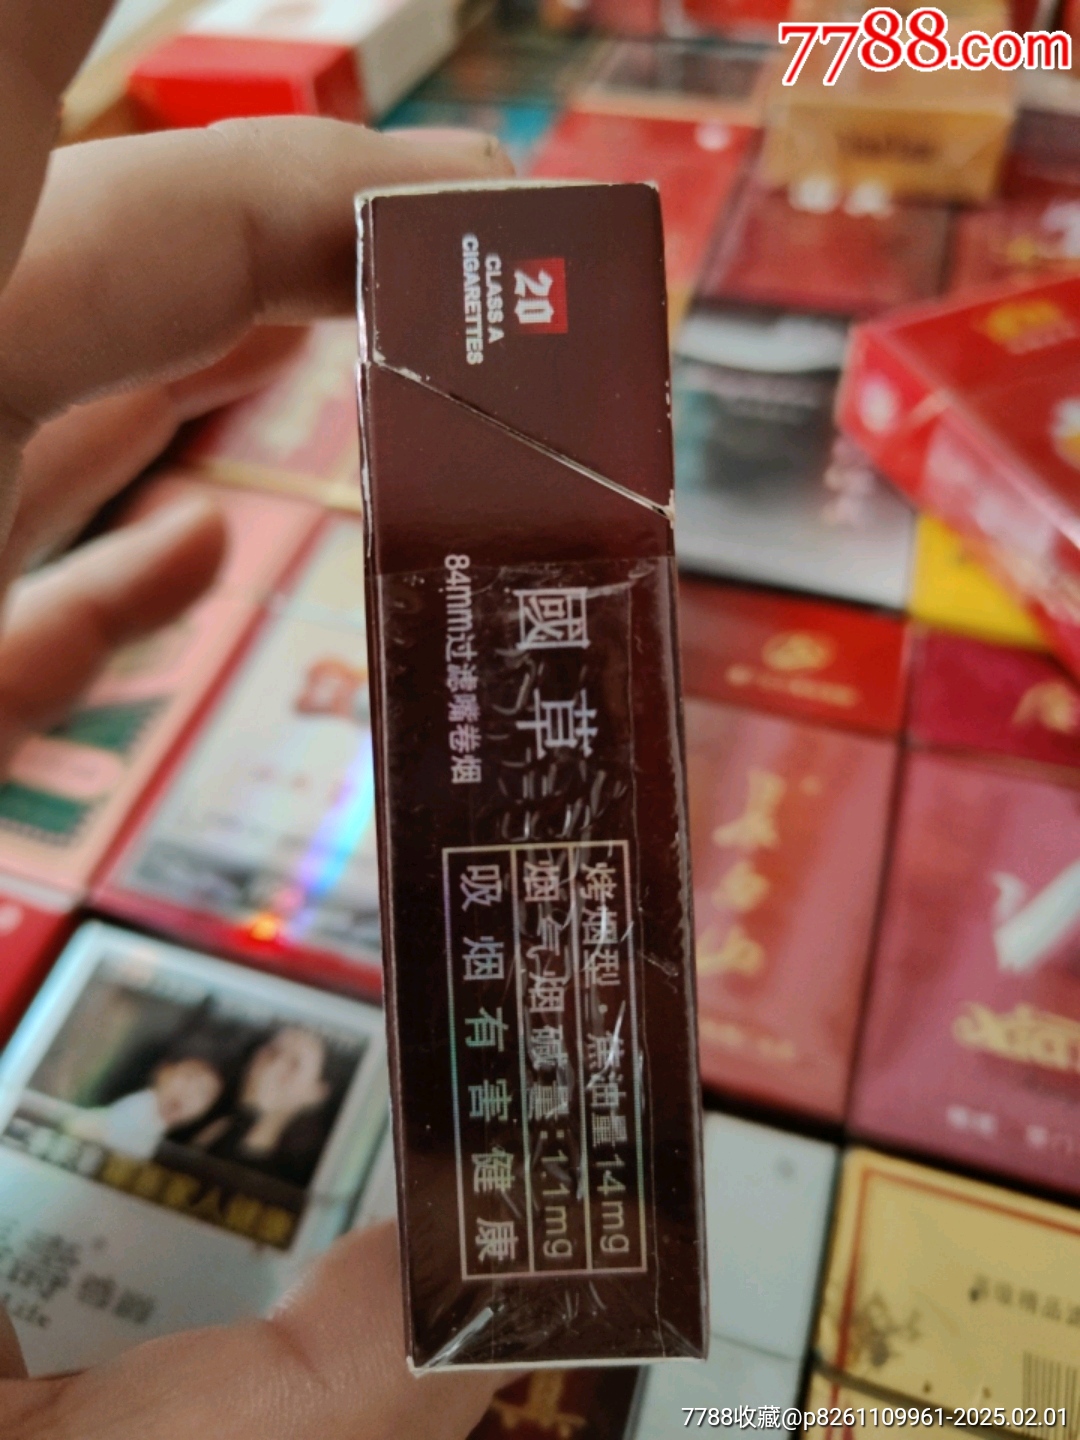 7788.com
20
CLASS A
CIGARETTES
國草
84mm过滤嘴卷烟
烤烟型·焦油量14mg
烟气烟碱量:1.1mg
吸烟有害健康
7788收藏@p8261109961-2025.02.01